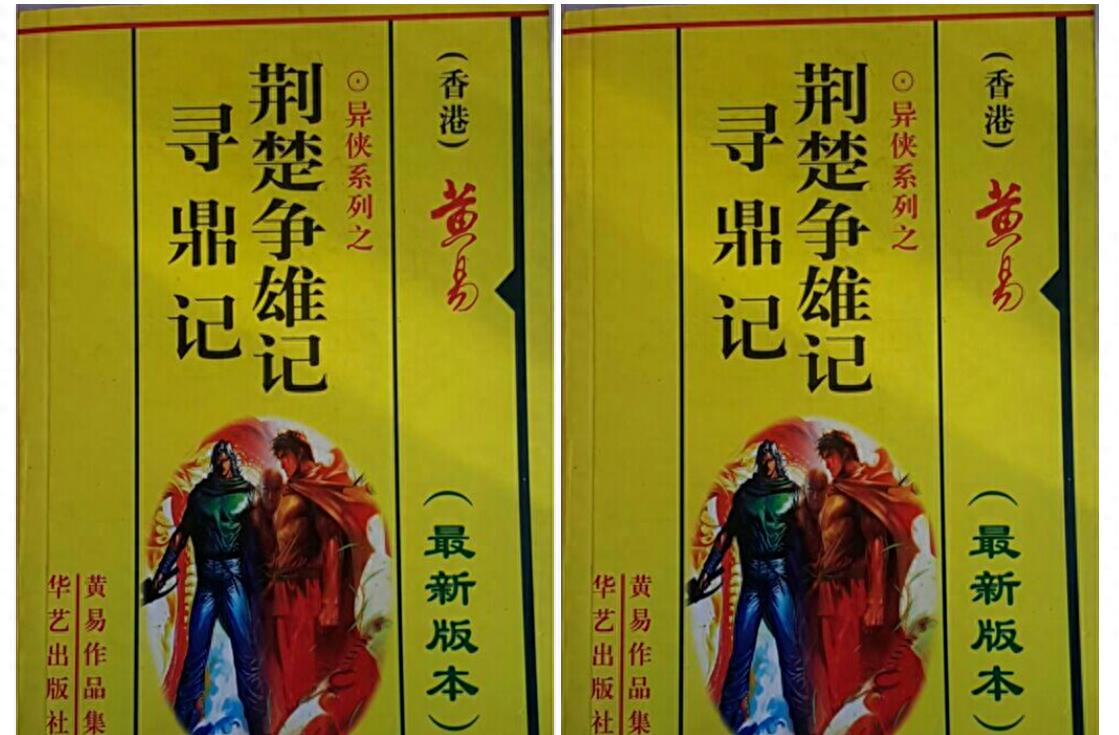 (香港)
黄易
(最新版本)
⊙异侠系列之
荆楚争雄记
寻鼎记
黄易作品集
华艺出版社
(香港)
黄易
(最新版本)
⊙异侠系列之
荆楚争雄记
寻鼎记
黄易作品集
华艺出版社